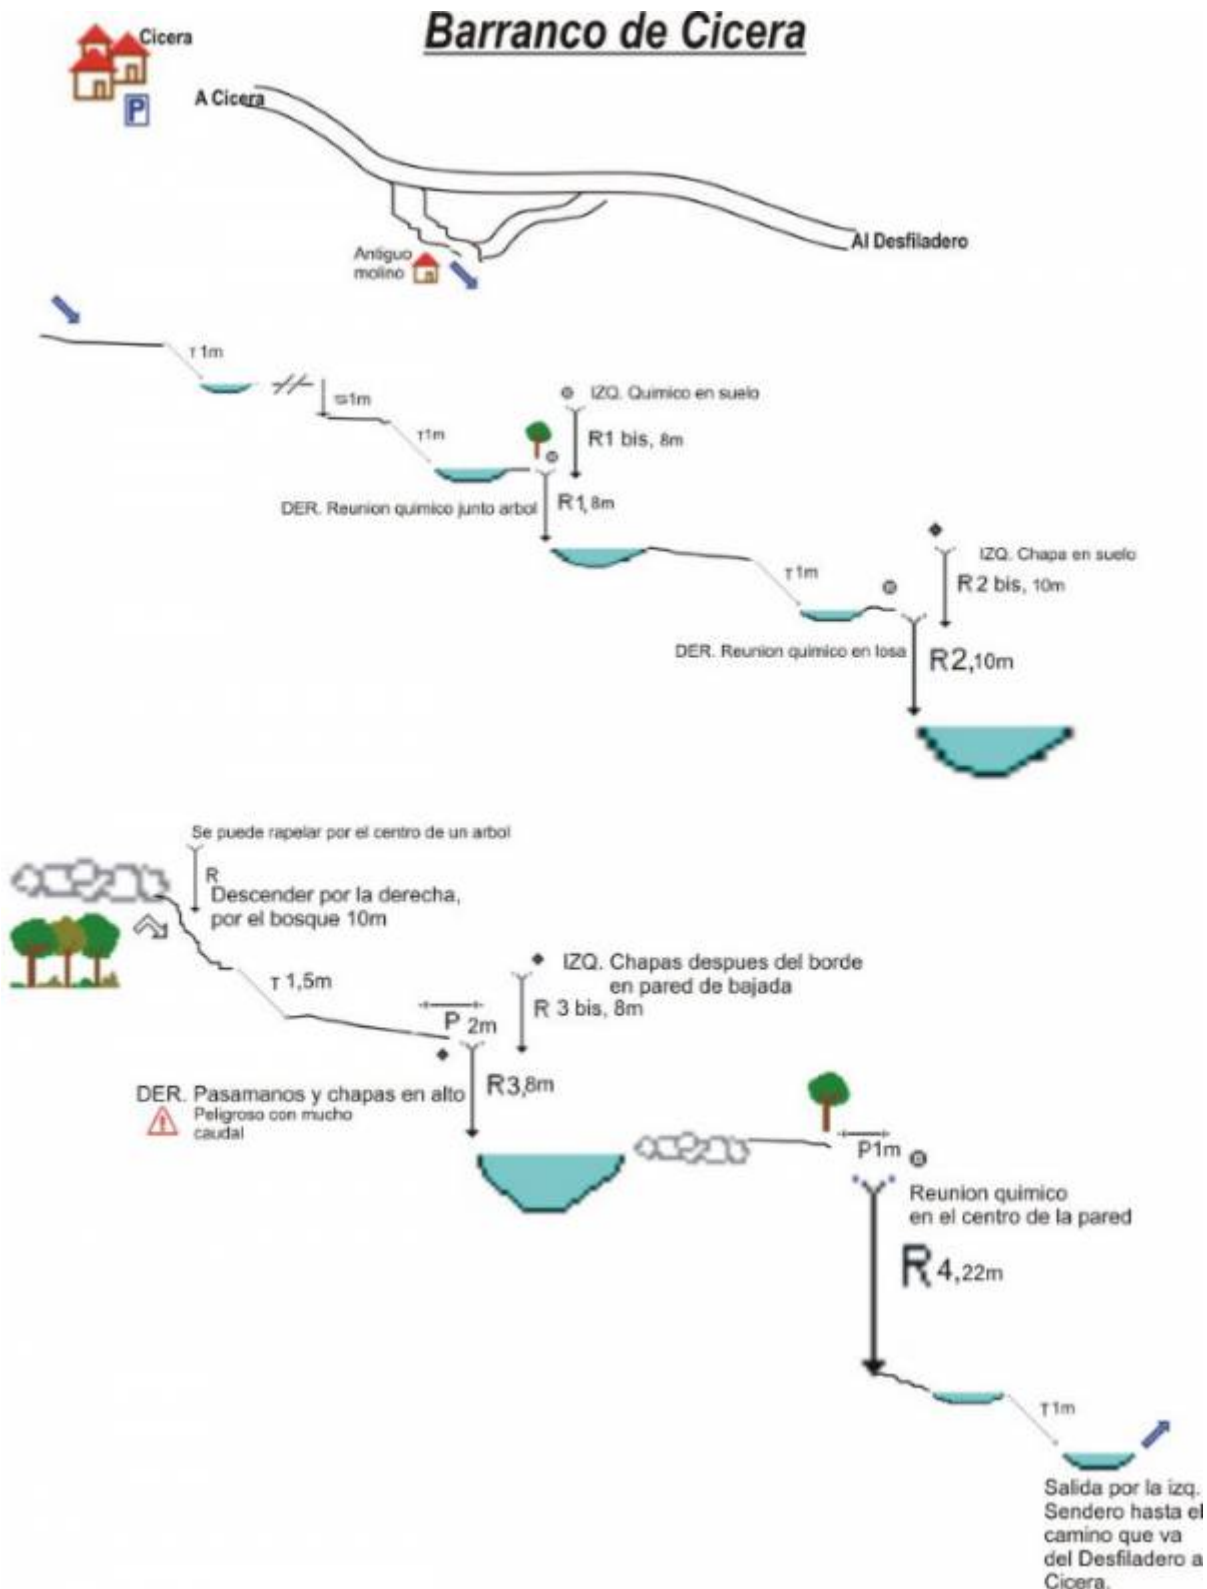 Barranco de Cicera
Cicera
P
A Cicera
Al Desfiladero
Antiguo
molino
T 1m
1m
T1m
IZQ. Quimico en suelo
R1 bis, 8m
DER. Reunion quimico junto arbol
R1,8m
T1m
IZQ. Chapa en suelo
R 2 bis, 10m
DER. Reunion quimico en losa
R2,10m
Se puede rapelar por el centro de un arbol
R
Descender por la derecha,
por el bosque 10m
T 1,5m
IZQ. Chapas despues del borde
en pared de bajada
R 3 bis, 8m
P 2m
DER. Pasamanos y chapas en alto
Peligroso con mucho
caudal
R3,8m
P1m
Reunion quimico
en el centro de la pared
R4,22m
T1m
Salida por la izq.
Sendero hasta el
camino que va
del Desfiladero a
Cicera.